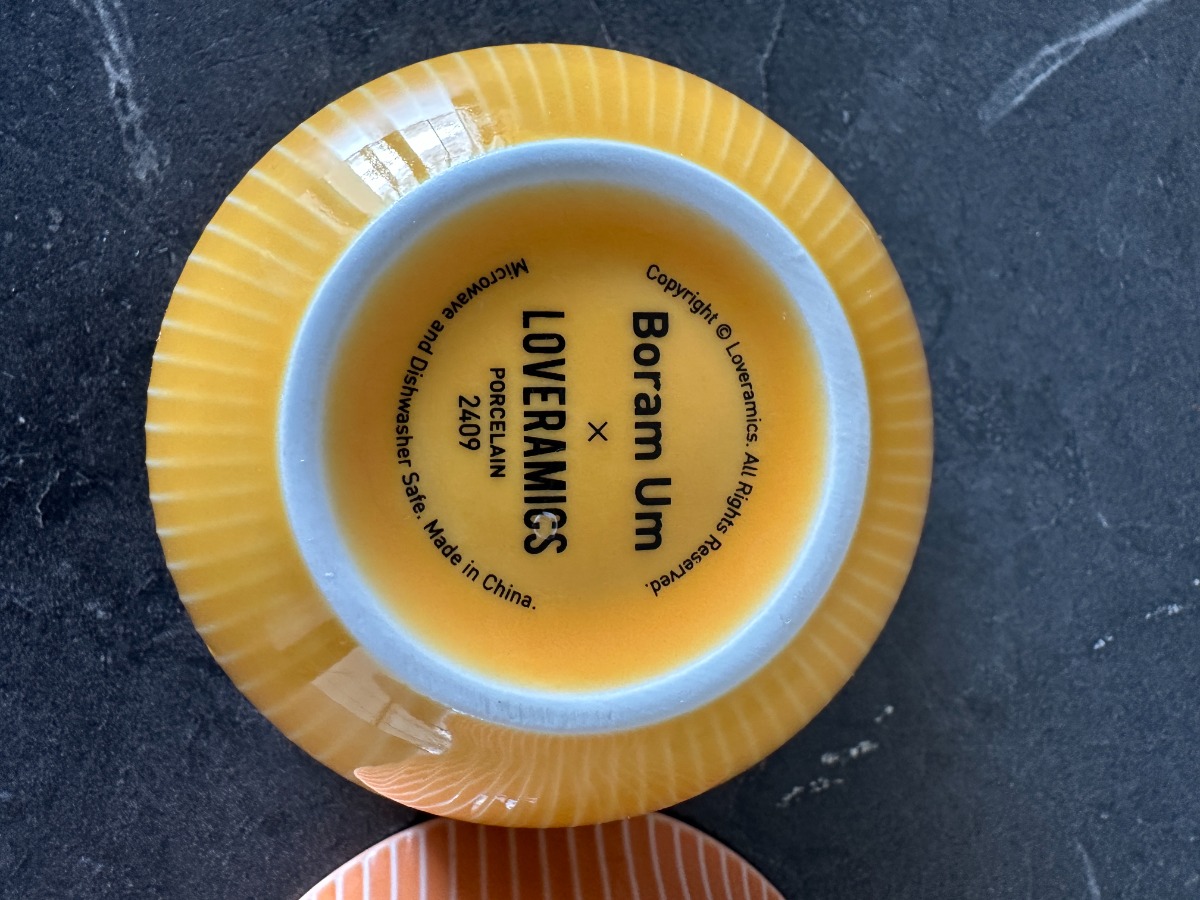 Copyright © Loveramics. All Rights Reserved.
Boram Um
×
LOVERAMICS
PORCELAIN
2409
Microwave and Dishwasher Safe. Made in China.